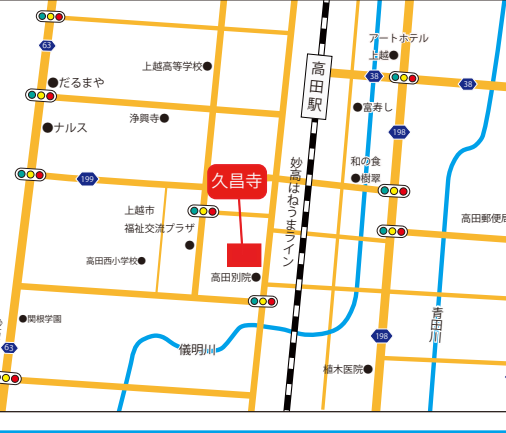 63
だるまや
ナルス
上越高等学校
浄興寺
199
上越市
福祉交流プラザ
高田西小学校
久昌寺
高田別院
関根学園
63
儀明川
高田駅
妙高はねうまライン
アートホテル
上越
38
38
富寿し
198
和の食
樹翠
高田郵便局
198
青田川
植木医院